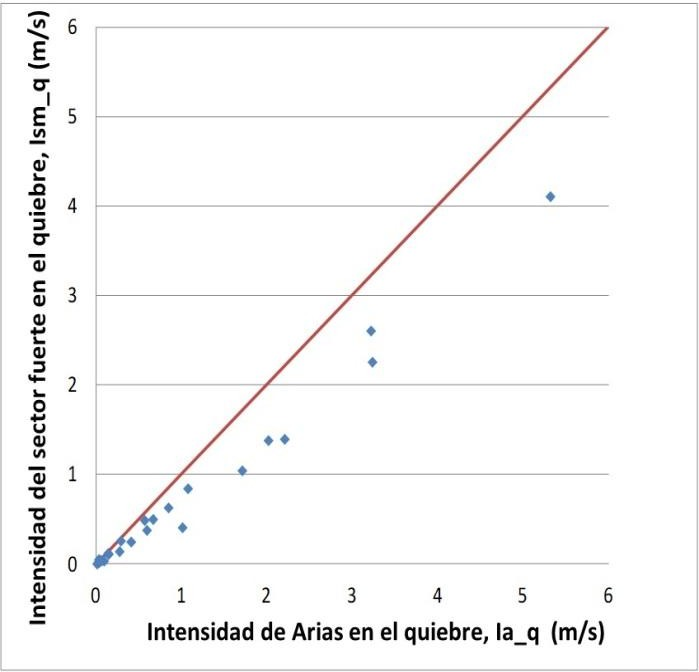 Intensidad del sector fuerte en el quiebre, Ism_q (m/s)
6
5
4
3
2
1
0
0 1 2 3 4 5 6
Intensidad de Arias en el quiebre, Ia_q (m/s)